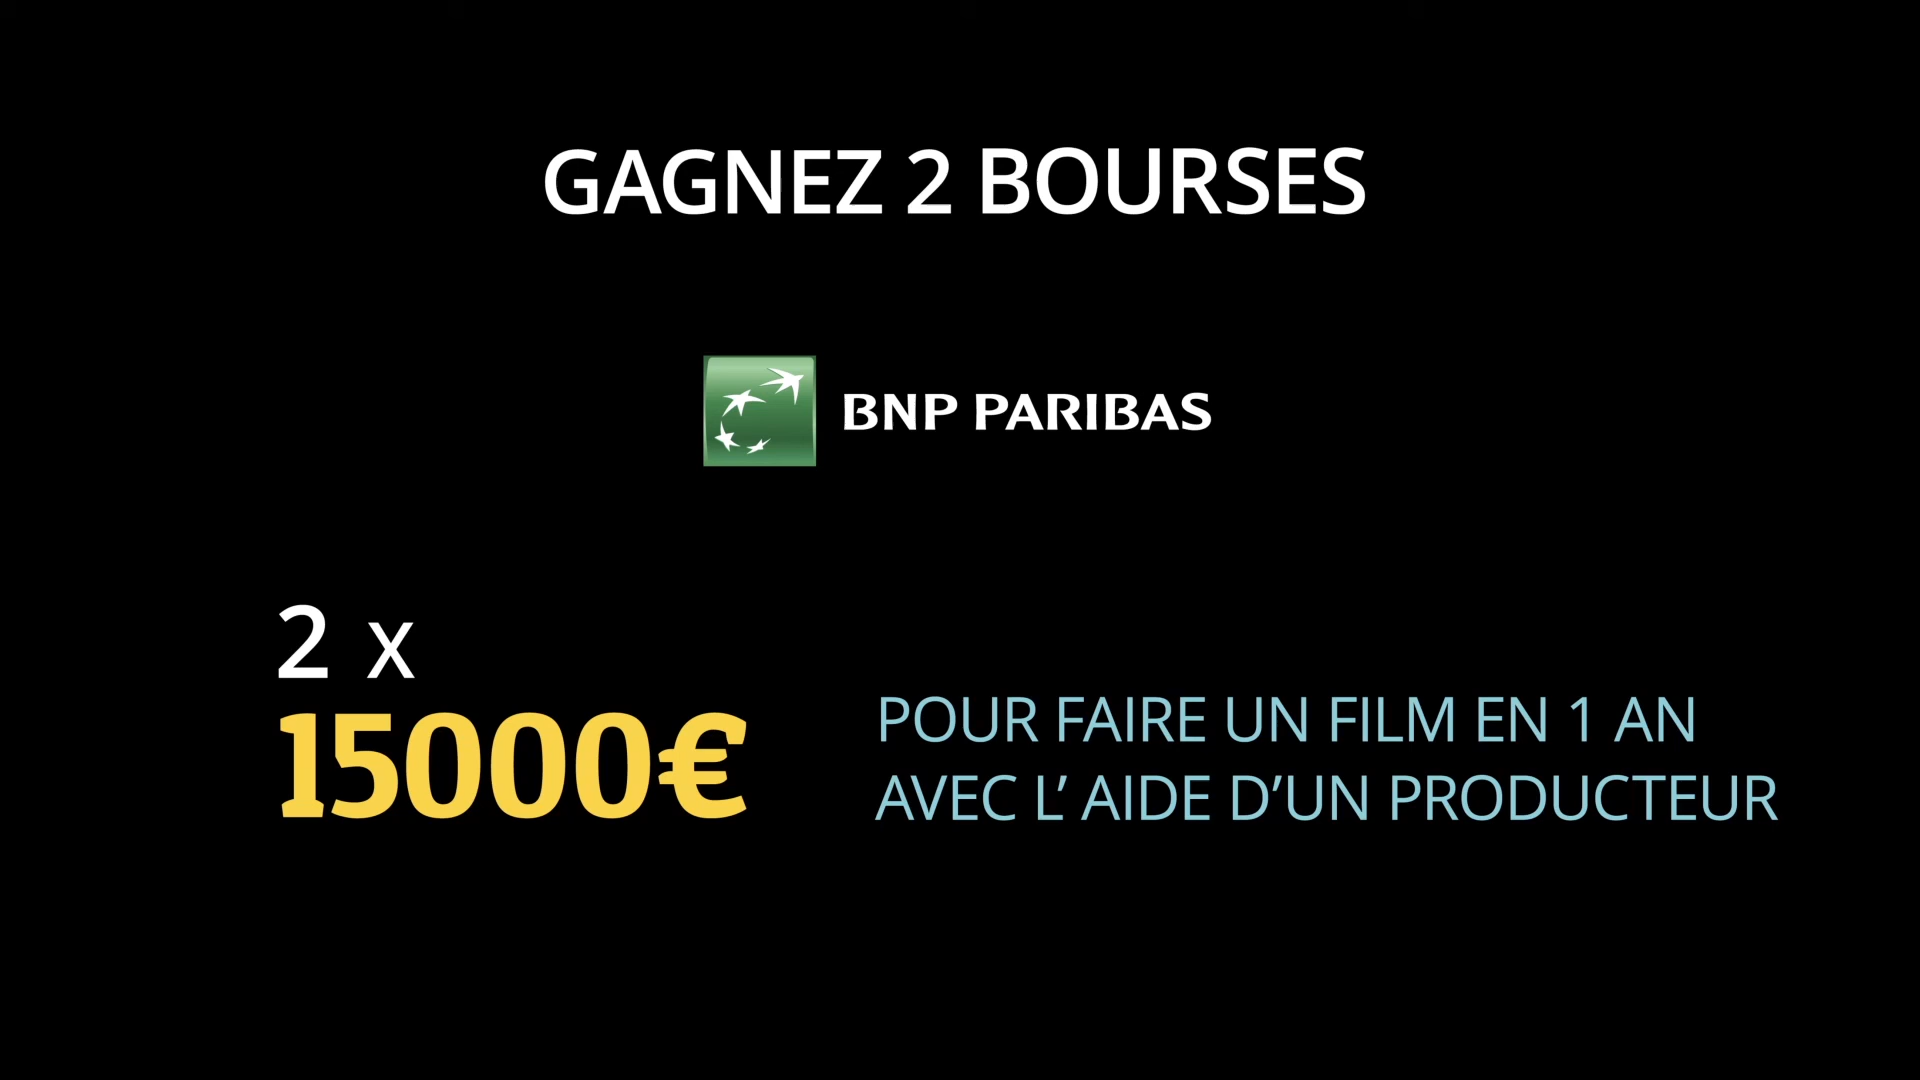 GAGNEZ 2 BOURSES
BNP PARIBAS
2 x
15000€
POUR FAIRE UN FILM EN 1 AN
AVEC L’ AIDE D’UN PRODUCTEUR